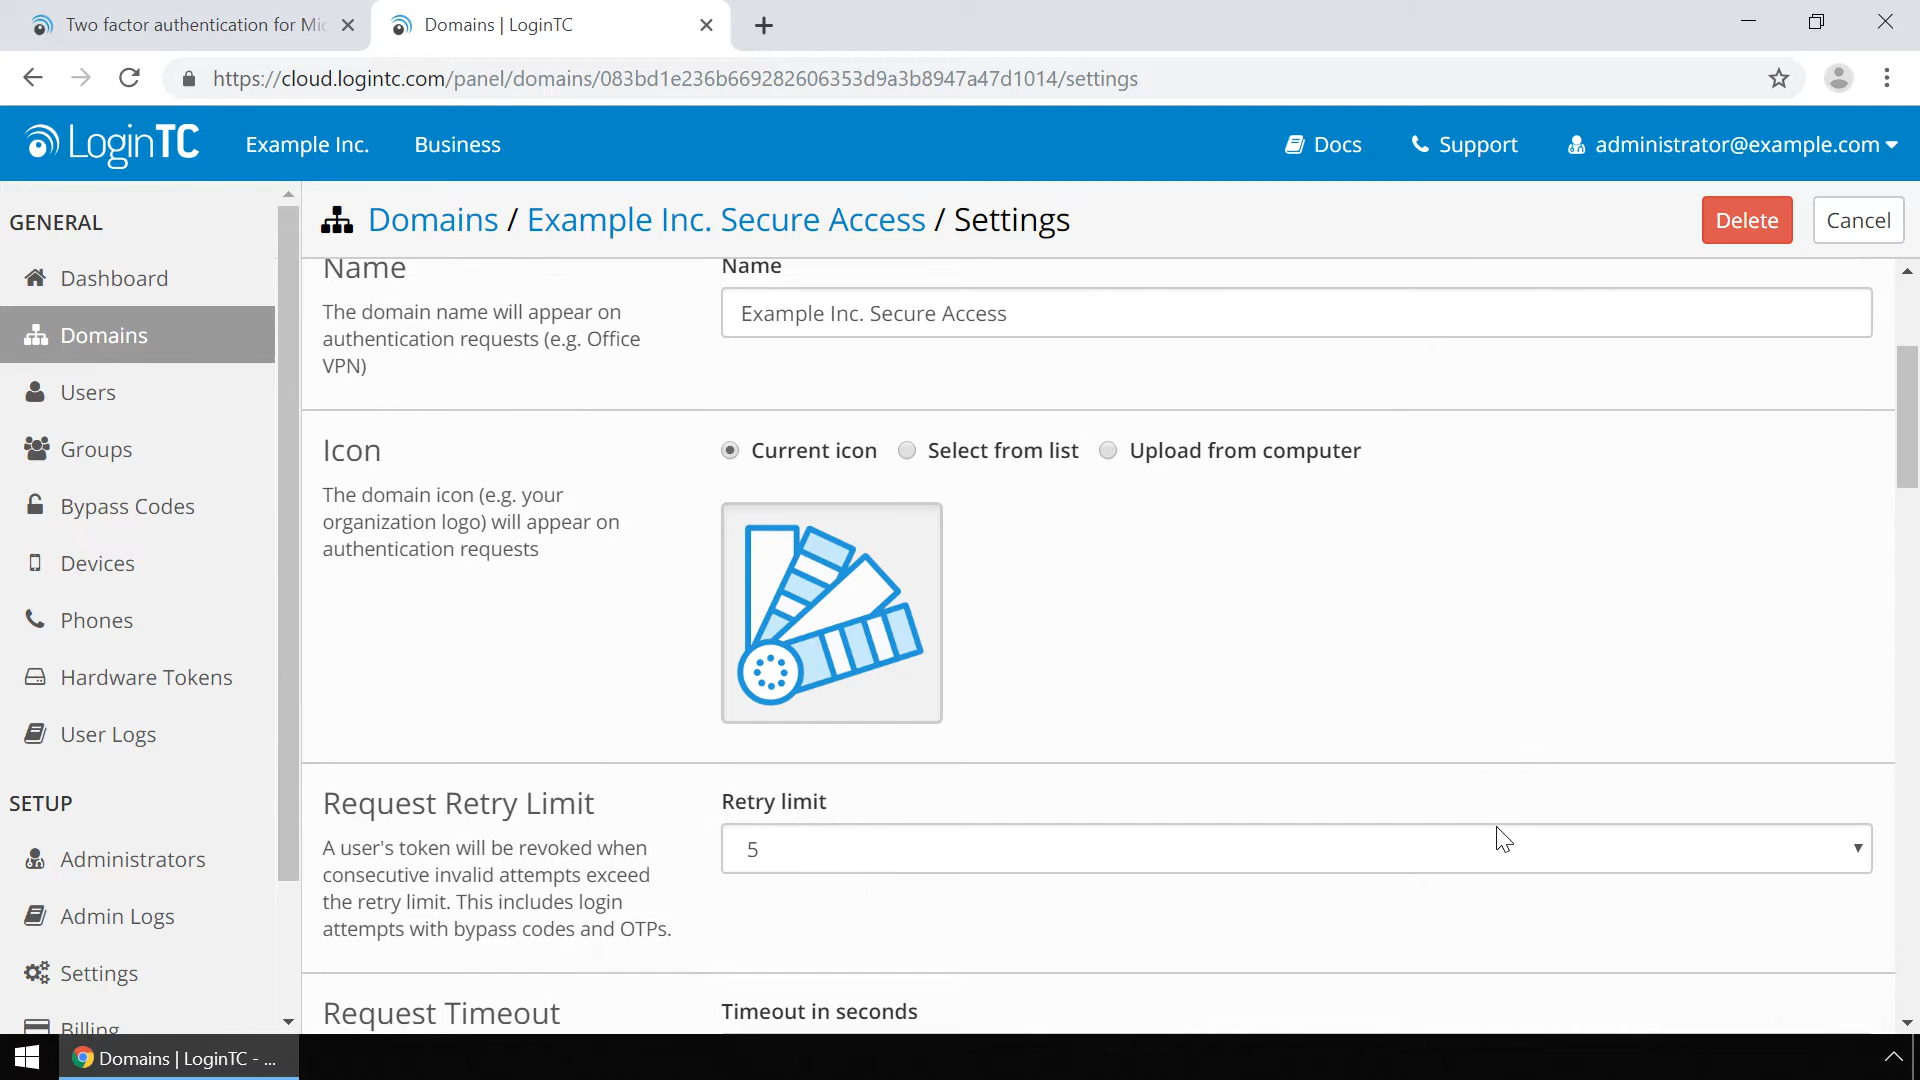 Two factor authentication for Mic
Domains | LoginTC
https://cloud.logintc.com/panel/domains/083bd1e236b669282606353d9a3b8947a47d1014/settings
LoginTC
Example Inc.
Business
Docs
Support
administrator@example.com
GENERAL
Dashboard
Domains
Users
Groups
Bypass Codes
Devices
Phones
Hardware Tokens
User Logs
SETUP
Administrators
Admin Logs
Settings
Billing
Domains / Example Inc. Secure Access / Settings
Delete
Cancel
Name
The domain name will appear on
authentication requests (e.g. Office
VPN)
Name
Example Inc. Secure Access
Icon
The domain icon (e.g. your
organization logo) will appear on
authentication requests
Current icon
Select from list
Upload from computer
Request Retry Limit
A user's token will be revoked when
consecutive invalid attempts exceed
the retry limit. This includes login
attempts with bypass codes and OTPs.
Retry limit
5
Request Timeout
Timeout in seconds
Domains | LoginTC - ...